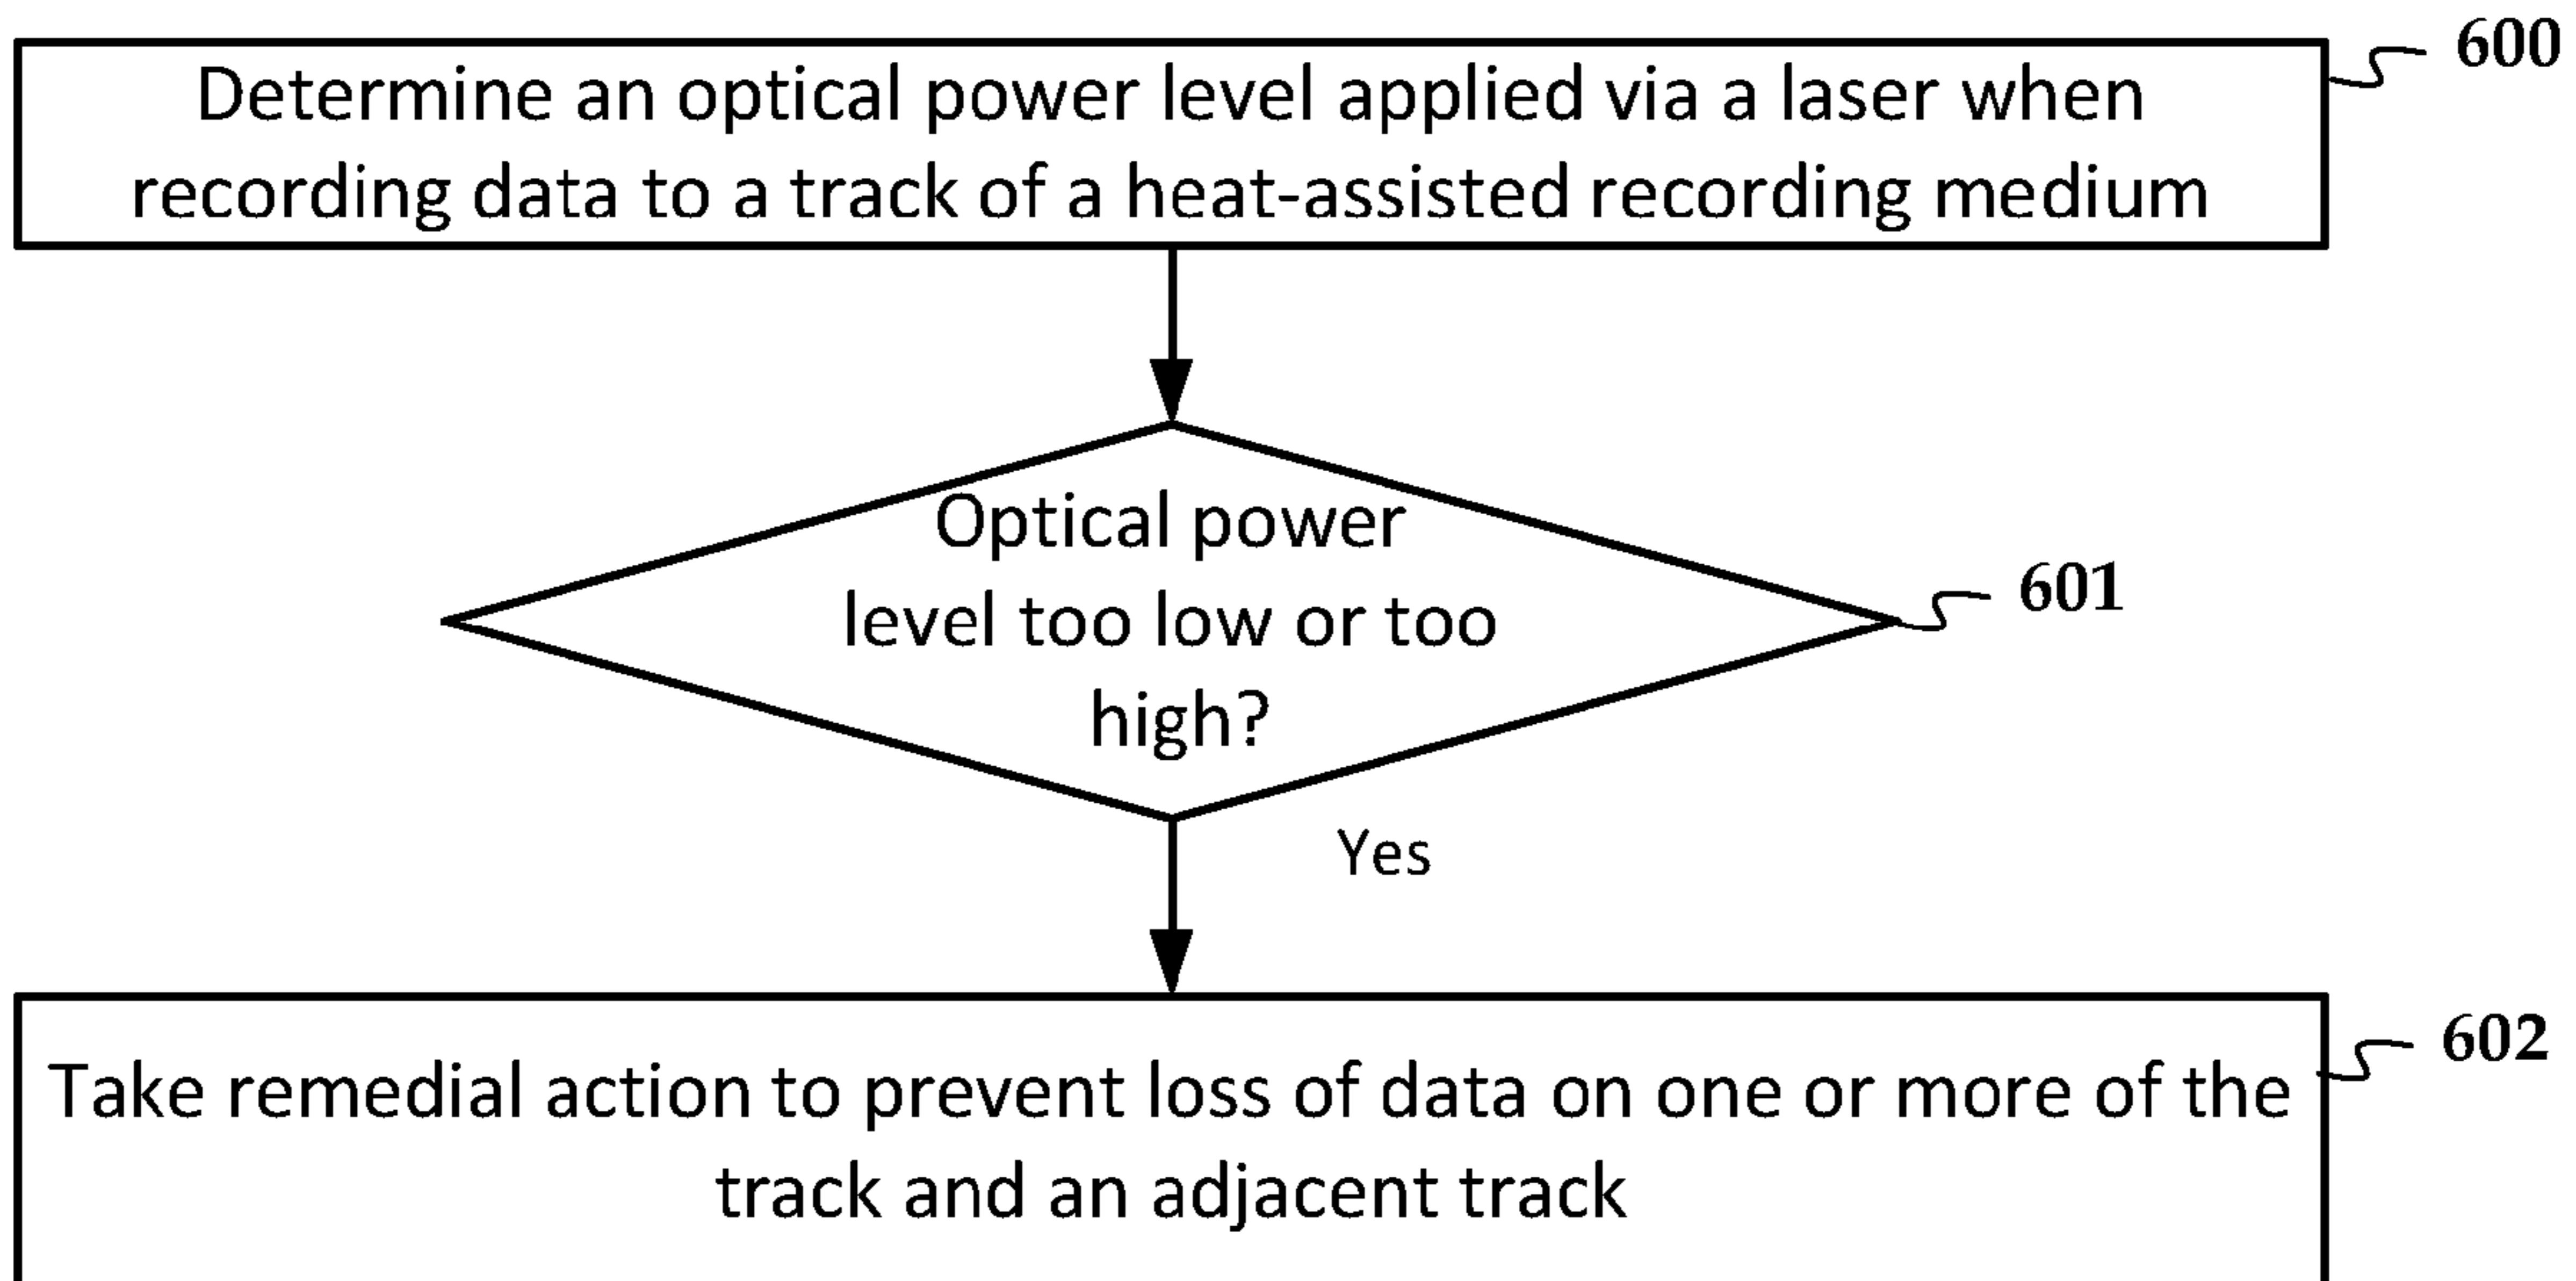 600
Determine an optical power level applied via a laser when
recording data to a track of a heat-assisted recording medium
Optical power
level too low or too
high?
601
Yes
602
Take remedial action to prevent loss of data on one or more of the
track and an adjacent track